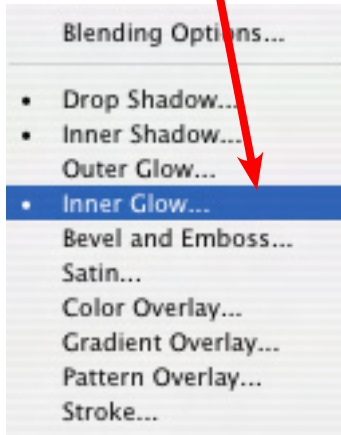 Blending Options...
• Drop Shadow...
• Inner Shadow...
Outer Glow...
• Inner Glow...
Bevel and Emboss...
Satin...
Color Overlay...
Gradient Overlay...
Pattern Overlay...
Stroke...